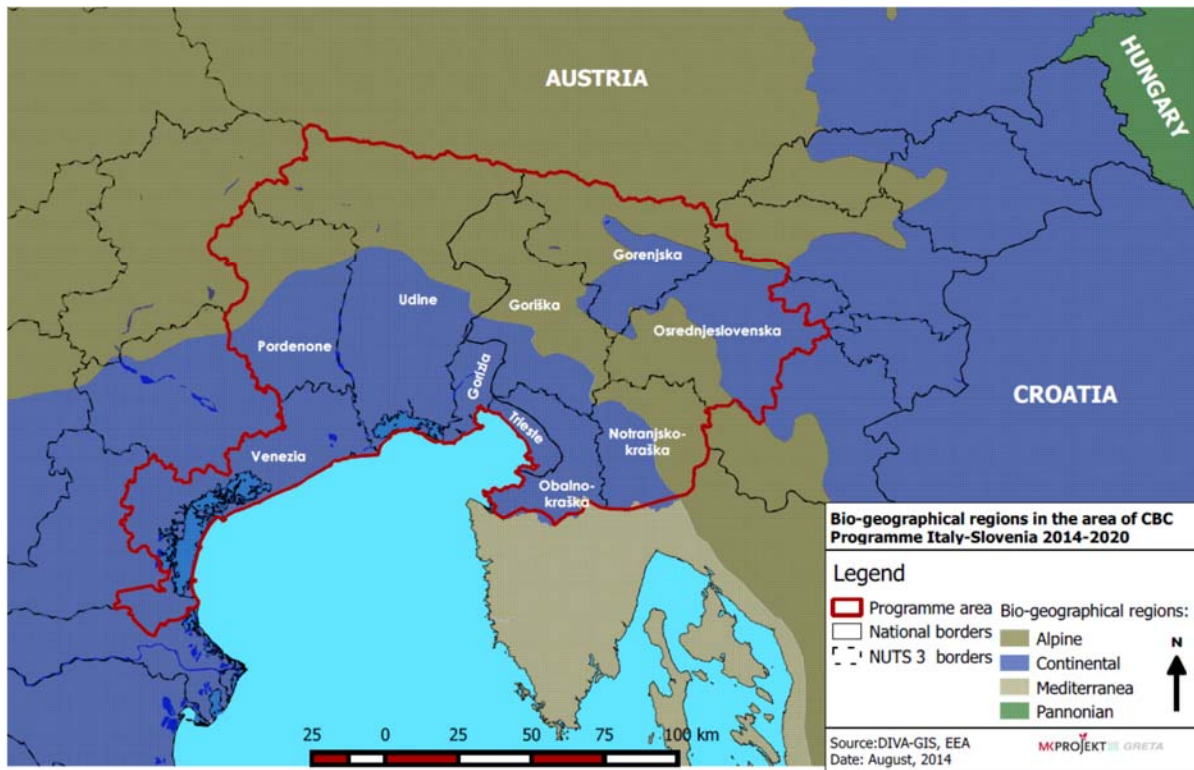 AUSTRIA
HUNGARY
Gorenjska
Udine
Goriška
Osrednjeslovenska
Pordenone
Gorizia
CROATIA
Trieste
Notranjsko-
kraška
Venezia
Obalno-
kraška
Bio-geographical regions in the area of CBC
Programme Italy-Slovenia 2014-2020
Legend
Programme area
National borders
NUTS 3 borders
Bio-geographical regions:
Alpine
Continental
Mediterranea
Pannonian
N
25 0 25 50 75 100 km
Source:DIVA-GIS, EEA
Date: August, 2014
MKPROJEKT GRETA